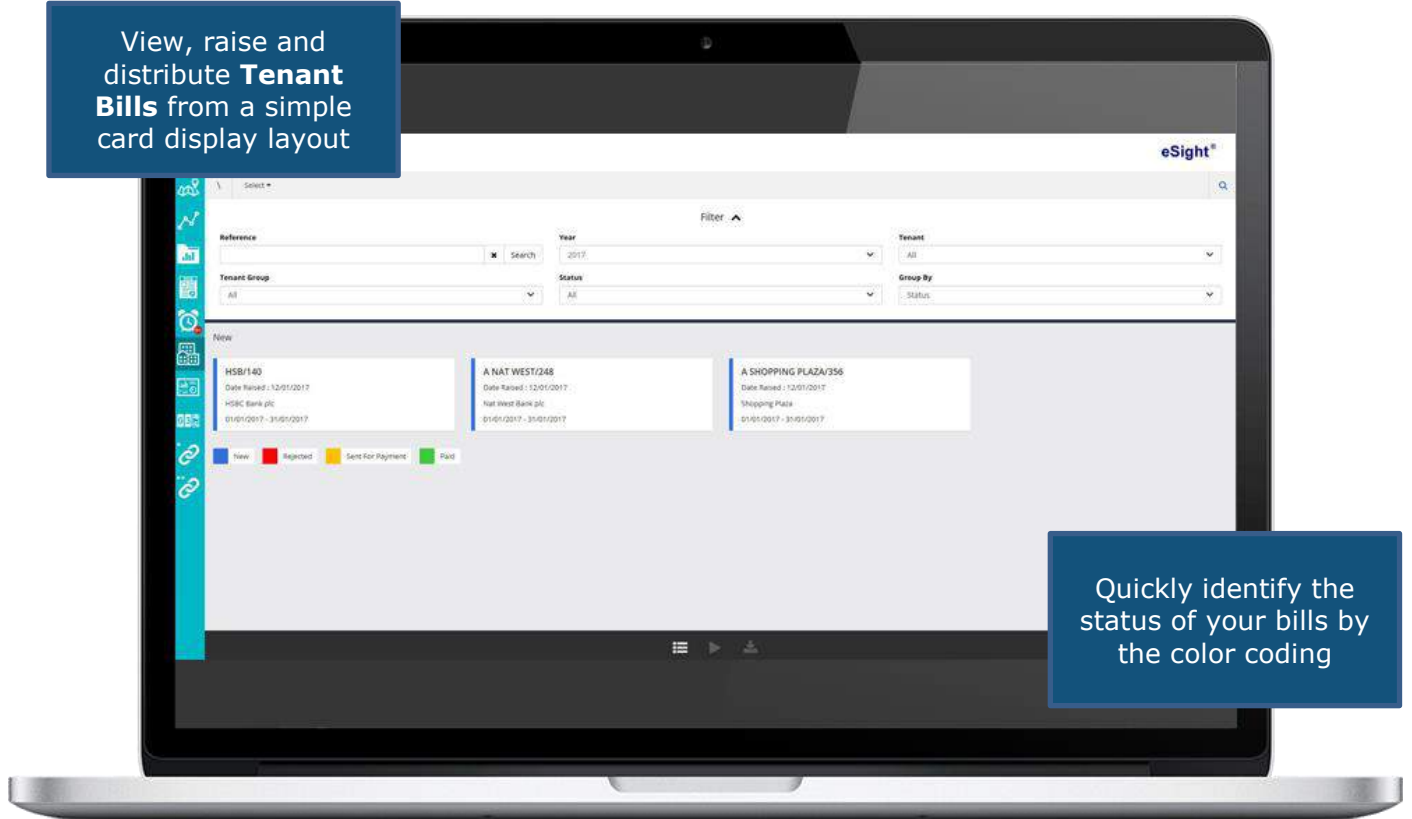 View, raise and
distribute Tenant
Bills from a simple
card display layout
eSight®
\ Select
Filter
Reference Year Tenant
Search 2017 All
Tenant Group Status Group By
All All Status
New
HSB/140 A NAT WEST/248 A SHOPPING PLAZA/356
Date Raised : 12/01/2017 Date Raised : 12/01/2017 Date Raised : 12/01/2017
HSBC Bank plc Nat West Bank plc Shopping Plaza
01/01/2017 - 31/01/2017 01/01/2017 - 31/01/2017 01/01/2017 - 31/01/2017
New Rejected Sent For Payment Paid
Quickly identify the
status of your bills by
the color coding